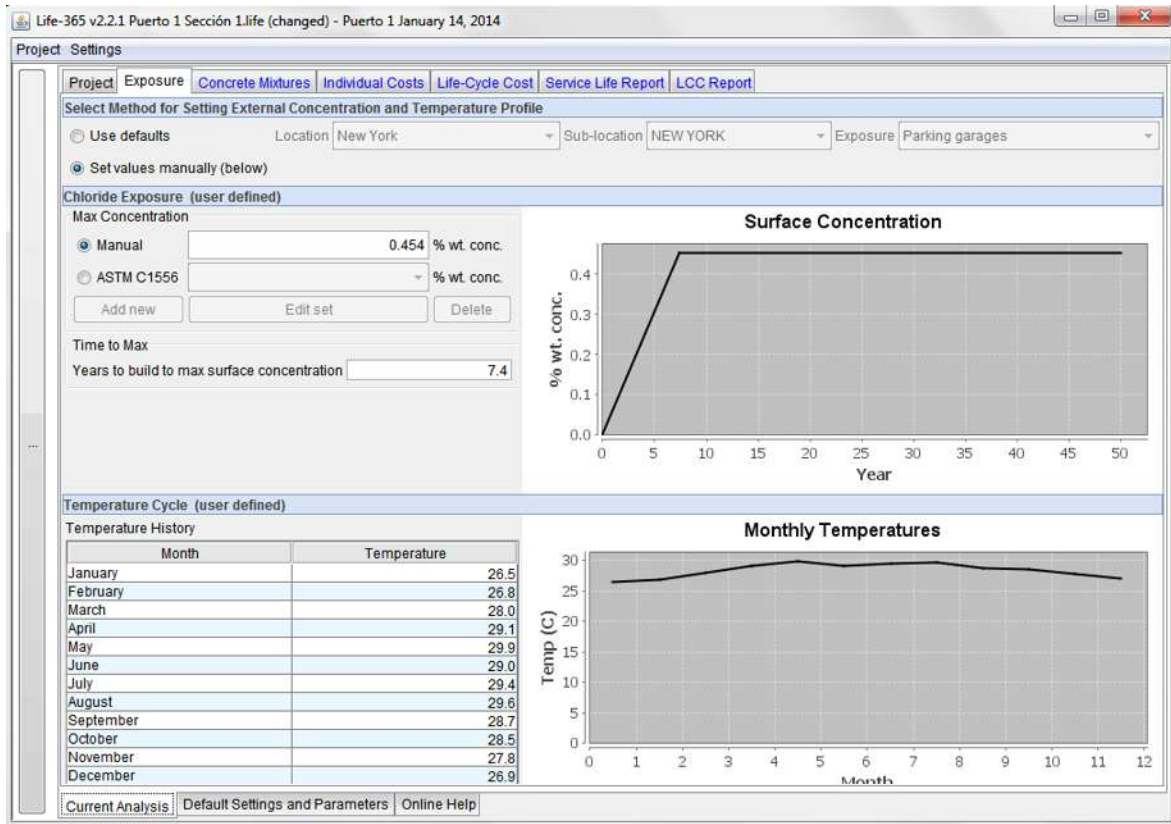 Life-365 v2.2.1 Puerto 1 Sección 1.life (changed) - Puerto 1 January 14, 2014
Project Settings
Project Exposure Concrete Mixtures Individual Costs Life-Cycle Cost Service Life Report LCC Report
Select Method for Setting External Concentration and Temperature Profile
Use defaults Location New York Sub-location NEW YORK Exposure Parking garages
Set values manually (below)
Chloride Exposure (user defined)
Max Concentration
Manual 0.454 % wt. conc.
ASTM C1556 % wt. conc.
Add new Edit set Delete
Time to Max
Years to build to max surface concentration 7.4
Surface Concentration
% wt. conc.
0.4
0.3
0.2
0.1
0.0
0 5 10 15 20 25 30 35 40 45 50
Year
...
Temperature Cycle (user defined)
Temperature History
Month Temperature
January 26.5
February 26.8
March 28.0
April 29.1
May 29.9
June 29.0
July 29.4
August 29.6
September 28.7
October 28.5
November 27.8
December 26.9
Monthly Temperatures
Temp (C)
30
25
20
15
10
5
0
0 1 2 3 4 5 6 7 8 9 10 11 12
Month
Current Analysis Default Settings and Parameters Online Help